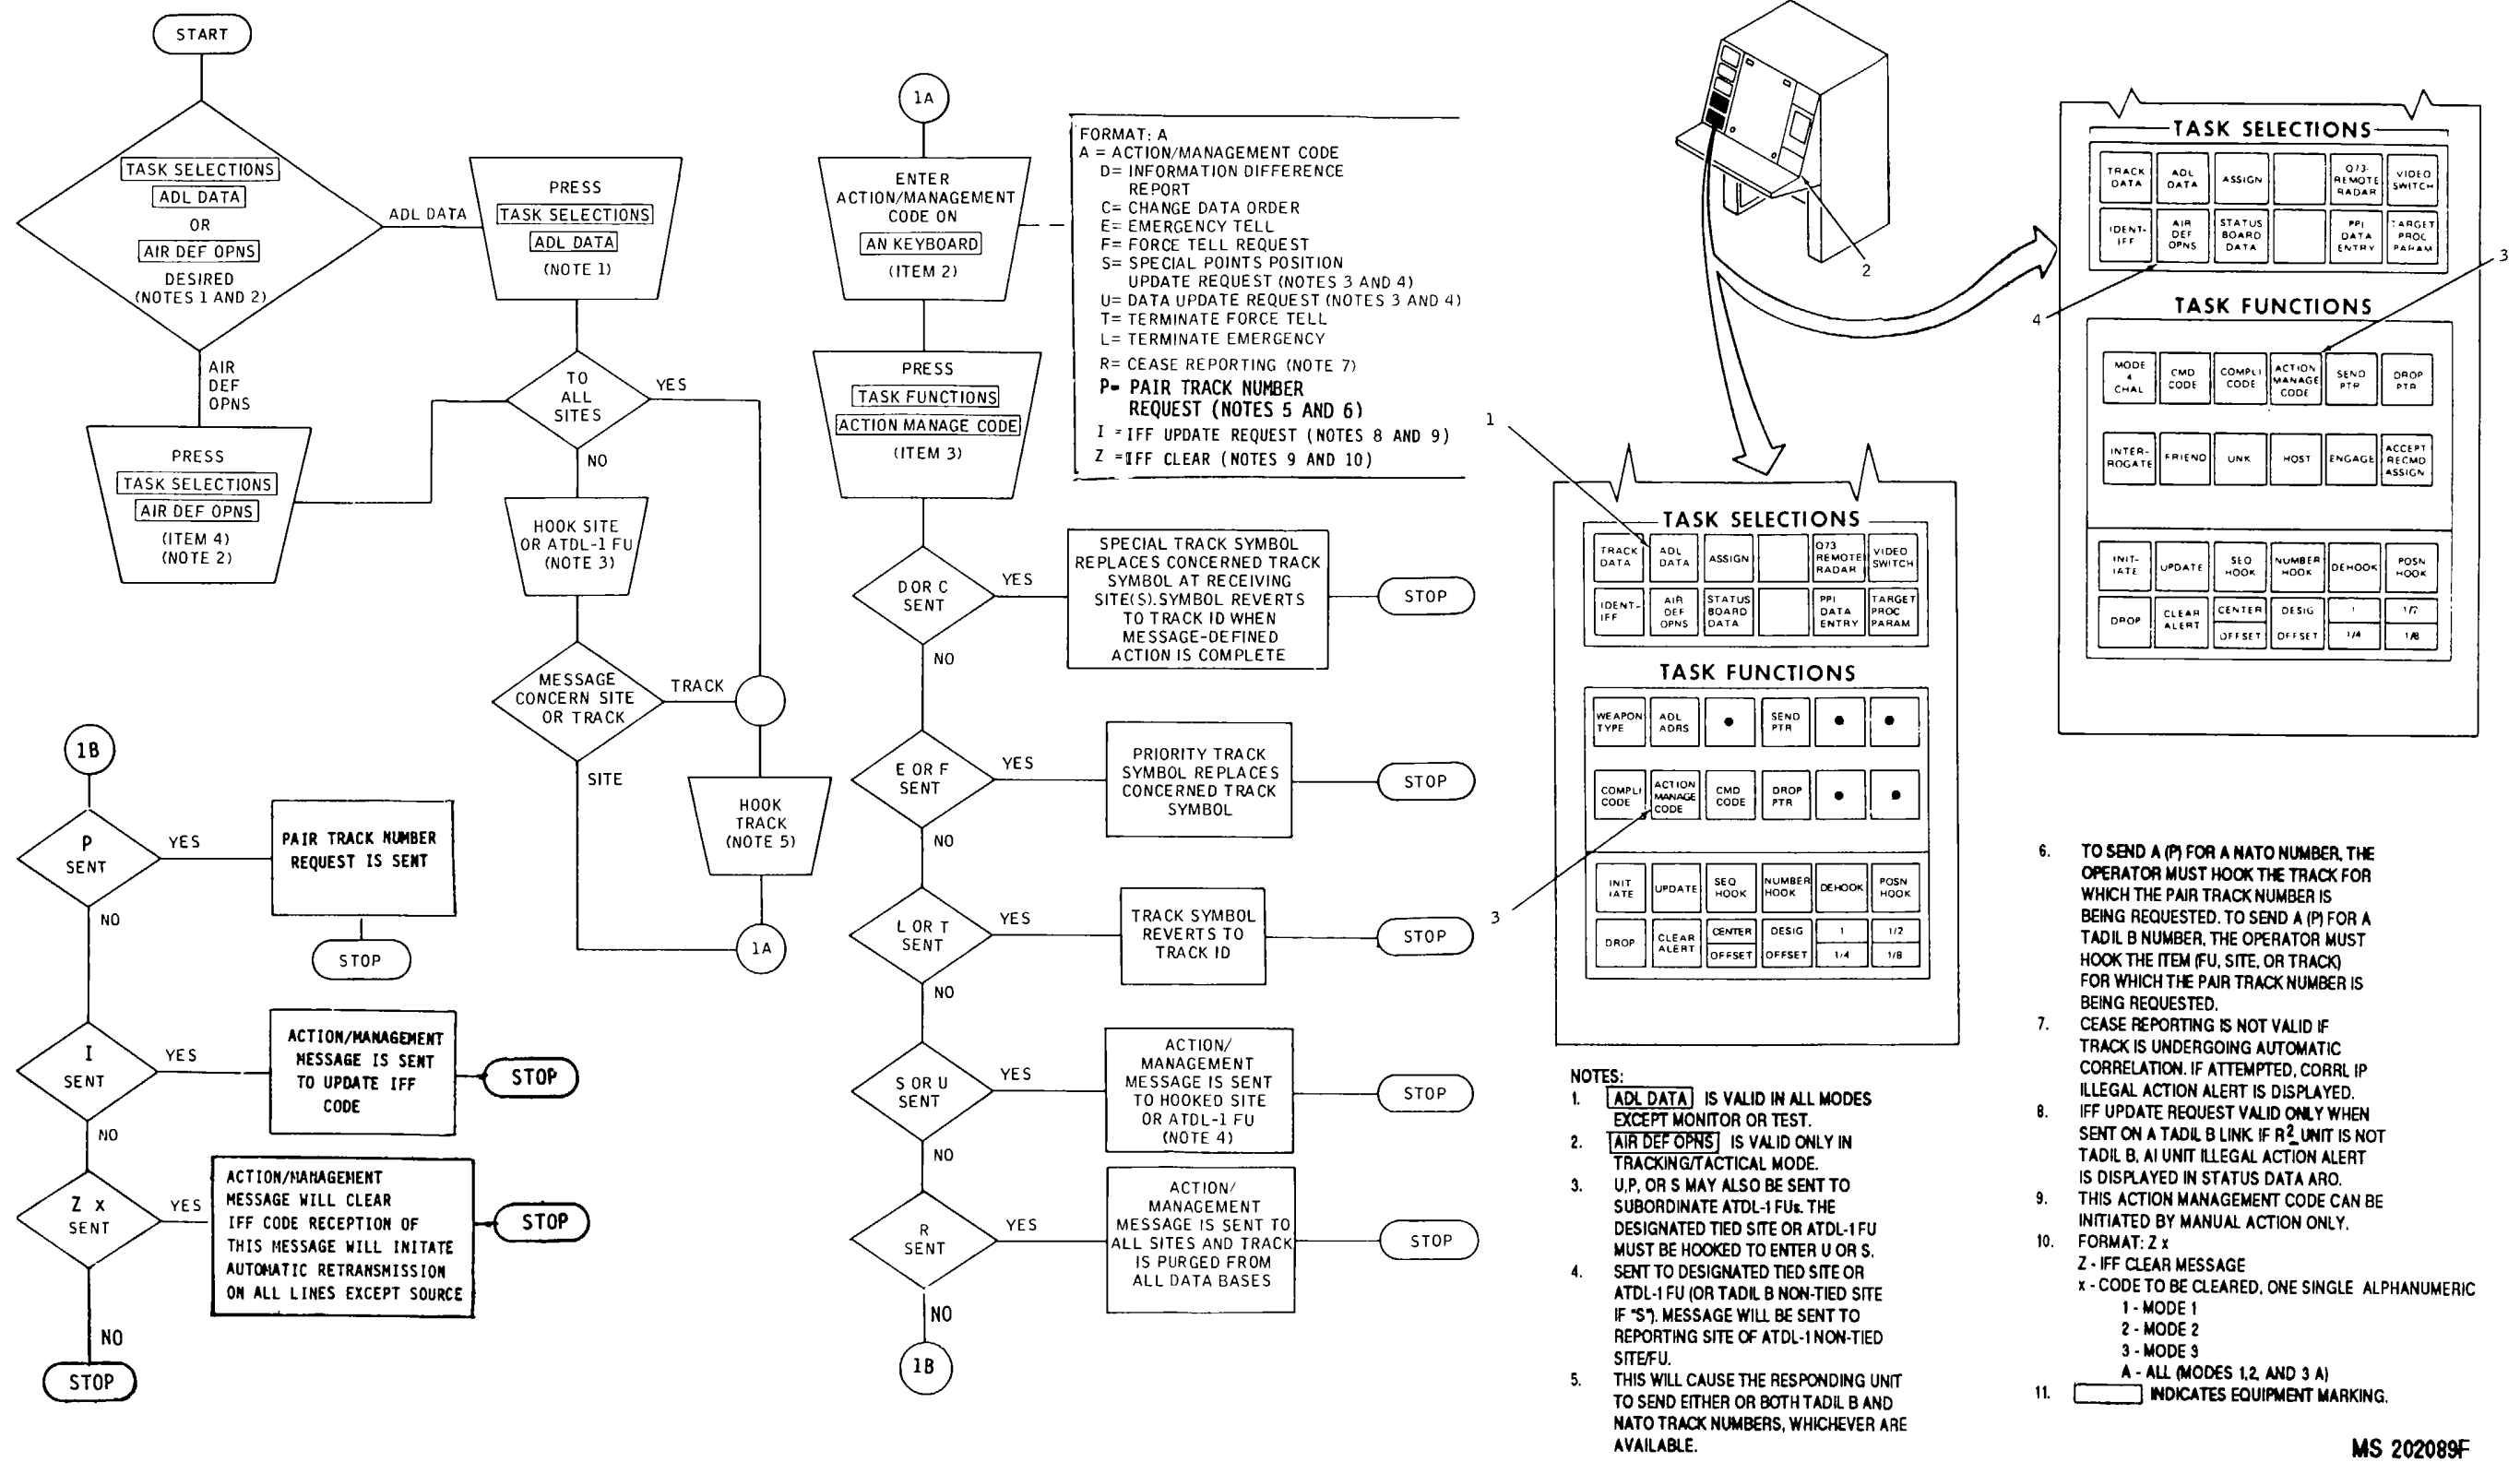 START
TASK SELECTIONS
ADL DATA
OR
AIR DEF OPNS
DESIRED
(NOTES 1 AND 2)
ADL DATA
AIR
DEF
OPNS
PRESS
TASK SELECTIONS
AIR DEF OPNS
(ITEM 4)
(NOTE 2)
PRESS
TASK SELECTIONS
ADL DATA
(NOTE 1)
TO
ALL
SITES
YES
NO
HOOK SITE
OR ATDL-1 FU
(NOTE 3)
MESSAGE
CONCERN SITE
OR TRACK
TRACK
SITE
HOOK
TRACK
(NOTE 5)
1A
1B
P
SENT
YES
NO
PAIR TRACK NUMBER
REQUEST IS SENT
STOP
I
SENT
YES
NO
ACTION/MANAGEMENT
MESSAGE IS SENT
TO UPDATE IFF
CODE
STOP
Z x
SENT
YES
NO
ACTION/MANAGEMENT
MESSAGE WILL CLEAR
IFF CODE RECEPTION OF
THIS MESSAGE WILL INITATE
AUTOMATIC RETRANSMISSION
ON ALL LINES EXCEPT SOURCE
STOP
STOP
1A
ENTER
ACTION/MANAGEMENT
CODE ON
AN KEYBOARD
(ITEM 2)
PRESS
TASK FUNCTIONS
ACTION MANAGE CODE
(ITEM 3)
FORMAT: A
A = ACTION/MANAGEMENT CODE
D= INFORMATION DIFFERENCE
REPORT
C= CHANGE DATA ORDER
E= EMERGENCY TELL
F= FORCE TELL REQUEST
S= SPECIAL POINTS POSITION
UPDATE REQUEST (NOTES 3 AND 4)
U= DATA UPDATE REQUEST (NOTES 3 AND 4)
T= TERMINATE FORCE TELL
L= TERMINATE EMERGENCY
R= CEASE REPORTING (NOTE 7)
P= PAIR TRACK NUMBER
REQUEST (NOTES 5 AND 6)
I = IFF UPDATE REQUEST (NOTES 8 AND 9)
Z = IFF CLEAR (NOTES 9 AND 10)
D OR C
SENT
YES
NO
SPECIAL TRACK SYMBOL
REPLACES CONCERNED TRACK
SYMBOL AT RECEIVING
SITE(S).SYMBOL REVERTS
TO TRACK ID WHEN
MESSAGE-DEFINED
ACTION IS COMPLETE
STOP
E OR F
SENT
YES
NO
PRIORITY TRACK
SYMBOL REPLACES
CONCERNED TRACK
SYMBOL
STOP
L OR T
SENT
YES
NO
TRACK SYMBOL
REVERTS TO
TRACK ID
STOP
S OR U
SENT
YES
NO
ACTION/
MANAGEMENT
MESSAGE IS SENT
TO HOOKED SITE
OR ATDL-1 FU
(NOTE 4)
STOP
R
SENT
YES
NO
ACTION/
MANAGEMENT
MESSAGE IS SENT TO
ALL SITES AND TRACK
IS PURGED FROM
ALL DATA BASES
STOP
1B
2
1
3
TASK SELECTIONS
TRACK DATA
ADL DATA
ASSIGN
Q73 REMOTE RADAR
VIDEO SWITCH
IDENT- IFF
AIR DEF OPNS
STATUS BOARD DATA
PPI DATA ENTRY
TARGET PROC PARAM
TASK FUNCTIONS
WEAPON TYPE
ADL ADRS
SEND PTR
COMPLI CODE
ACTION MANAGE CODE
CMD CODE
DROP PTR
INIT IATE
UPDATE
SEQ HOOK
NUMBER HOOK
DEHOOK
POSN HOOK
DROP
CLEAR ALERT
CENTER
OFFSET
DESIG
OFFSET
1
1/4
1/2
1/8
3
4
TASK SELECTIONS
TRACK DATA
ADL DATA
ASSIGN
Q73- REMOTE RADAR
VIDEO SWITCH
IDENT- IFF
AIR DEF OPNS
STATUS BOARD DATA
PPI DATA ENTRY
TARGET PROC PARAM
TASK FUNCTIONS
MODE 4 CHAL
CMD CODE
COMPLI CODE
ACTION MANAGE CODE
SEND PTR
DROP PTR
INTER- ROGATE
FRIEND
UNK
HOST
ENGAGE
ACCEPT RECMD ASSIGN
INIT- IATE
UPDATE
SEQ HOOK
NUMBER HOOK
DEHOOK
POSN HOOK
DROP
CLEAR ALERT
CENTER
OFFSET
DESIG
OFFSET
1
1/4
1/2
1/8
NOTES:
1. ADL DATA IS VALID IN ALL MODES
EXCEPT MONITOR OR TEST.
2. AIR DEF OPNS IS VALID ONLY IN
TRACKING/TACTICAL MODE.
3. U,P, OR S MAY ALSO BE SENT TO
SUBORDINATE ATDL-1 FUs. THE
DESIGNATED TIED SITE OR ATDL-1 FU
MUST BE HOOKED TO ENTER U OR S.
4. SENT TO DESIGNATED TIED SITE OR
ATDL-1 FU (OR TADIL B NON-TIED SITE
IF "S"). MESSAGE WILL BE SENT TO
REPORTING SITE OF ATDL-1 NON-TIED
SITE/FU.
5. THIS WILL CAUSE THE RESPONDING UNIT
TO SEND EITHER OR BOTH TADIL B AND
NATO TRACK NUMBERS, WHICHEVER ARE
AVAILABLE.
6. TO SEND A (P) FOR A NATO NUMBER, THE
OPERATOR MUST HOOK THE TRACK FOR
WHICH THE PAIR TRACK NUMBER IS
BEING REQUESTED. TO SEND A (P) FOR A
TADIL B NUMBER, THE OPERATOR MUST
HOOK THE ITEM (FU, SITE, OR TRACK)
FOR WHICH THE PAIR TRACK NUMBER IS
BEING REQUESTED.
7. CEASE REPORTING IS NOT VALID IF
TRACK IS UNDERGOING AUTOMATIC
CORRELATION. IF ATTEMPTED, CORRL IP
ILLEGAL ACTION ALERT IS DISPLAYED.
8. IFF UPDATE REQUEST VALID ONLY WHEN
SENT ON A TADIL B LINK. IF R2 UNIT IS NOT
TADIL B, AI UNIT ILLEGAL ACTION ALERT
IS DISPLAYED IN STATUS DATA ARO.
9. THIS ACTION MANAGEMENT CODE CAN BE
INITIATED BY MANUAL ACTION ONLY.
10. FORMAT: Z x
Z - IFF CLEAR MESSAGE
x - CODE TO BE CLEARED, ONE SINGLE ALPHANUMERIC
1 - MODE 1
2 - MODE 2
3 - MODE 3
A - ALL (MODES 1,2, AND 3 A)
11. INDICATES EQUIPMENT MARKING.
MS 202089F